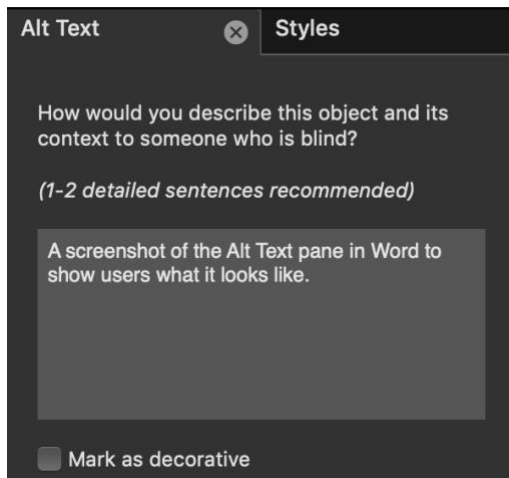 Alt Text
Styles
How would you describe this object and its
context to someone who is blind?
(1-2 detailed sentences recommended)
A screenshot of the Alt Text pane in Word to
show users what it looks like.
Mark as decorative